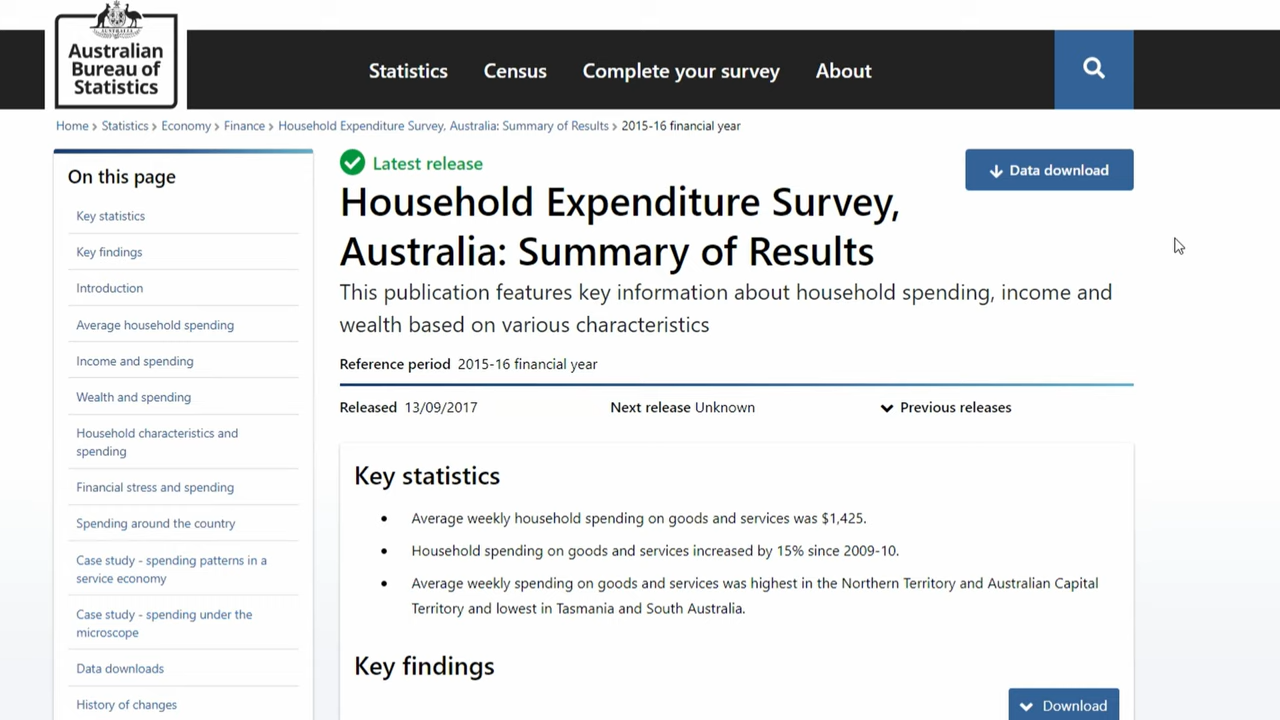 Australian
Bureau of
Statistics
Statistics
Census
Complete your survey
About
Home > Statistics > Economy > Finance > Household Expenditure Survey, Australia: Summary of Results > 2015-16 financial year
On this page
Key statistics
Key findings
Introduction
Average household spending
Income and spending
Wealth and spending
Household characteristics and
spending
Financial stress and spending
Spending around the country
Case study - spending patterns in a
service economy
Case study - spending under the
microscope
Data downloads
History of changes
Latest release
Data download
Household Expenditure Survey,
Australia: Summary of Results
This publication features key information about household spending, income and
wealth based on various characteristics
Reference period 2015-16 financial year
Released 13/09/2017
Next release Unknown
Previous releases
Key statistics
• Average weekly household spending on goods and services was $1,425.
• Household spending on goods and services increased by 15% since 2009-10.
• Average weekly spending on goods and services was highest in the Northern Territory and Australian Capital
Territory and lowest in Tasmania and South Australia.
Key findings
Download